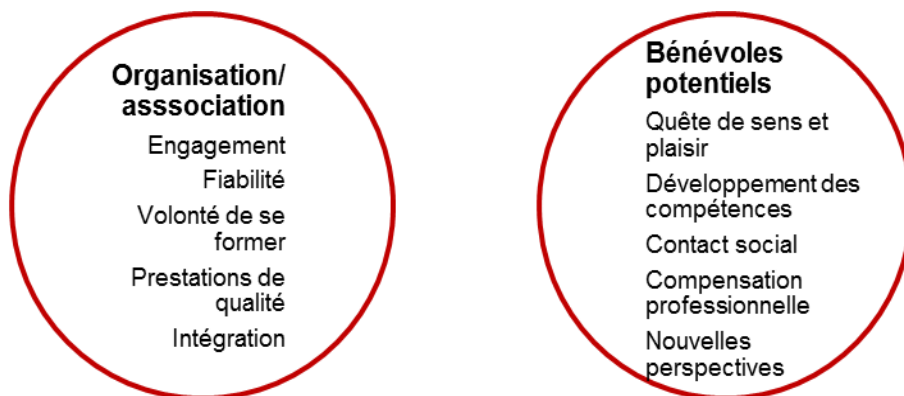 Organisation/
asssociation
Engagement
Fiabilité
Volonté de se
former
Prestations de
qualité
Intégration
Bénévoles
potentiels
Quête de sens et
plaisir
Développement des
compétences
Contact social
Compensation
professionnelle
Nouvelles
perspectives